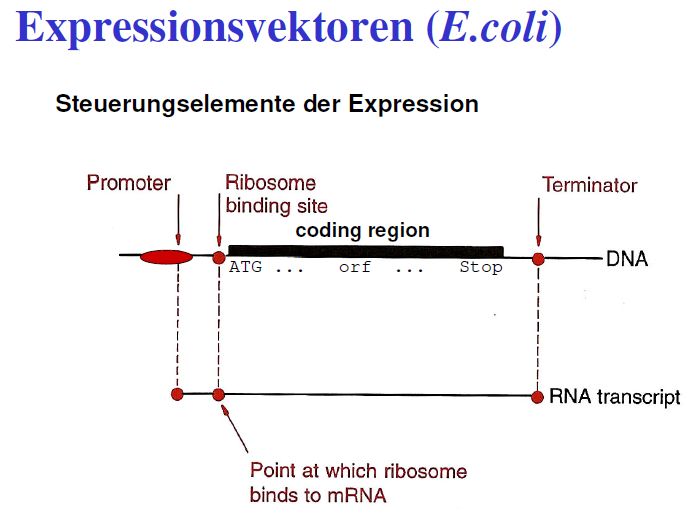 Expressionsvektoren (E.coli)
Steuerungselemente der Expression
Promoter
Ribosome
binding site
Terminator
coding region
DNA
ATG ... orf ... Stop
RNA transcript
Point at which ribosome
binds to mRNA